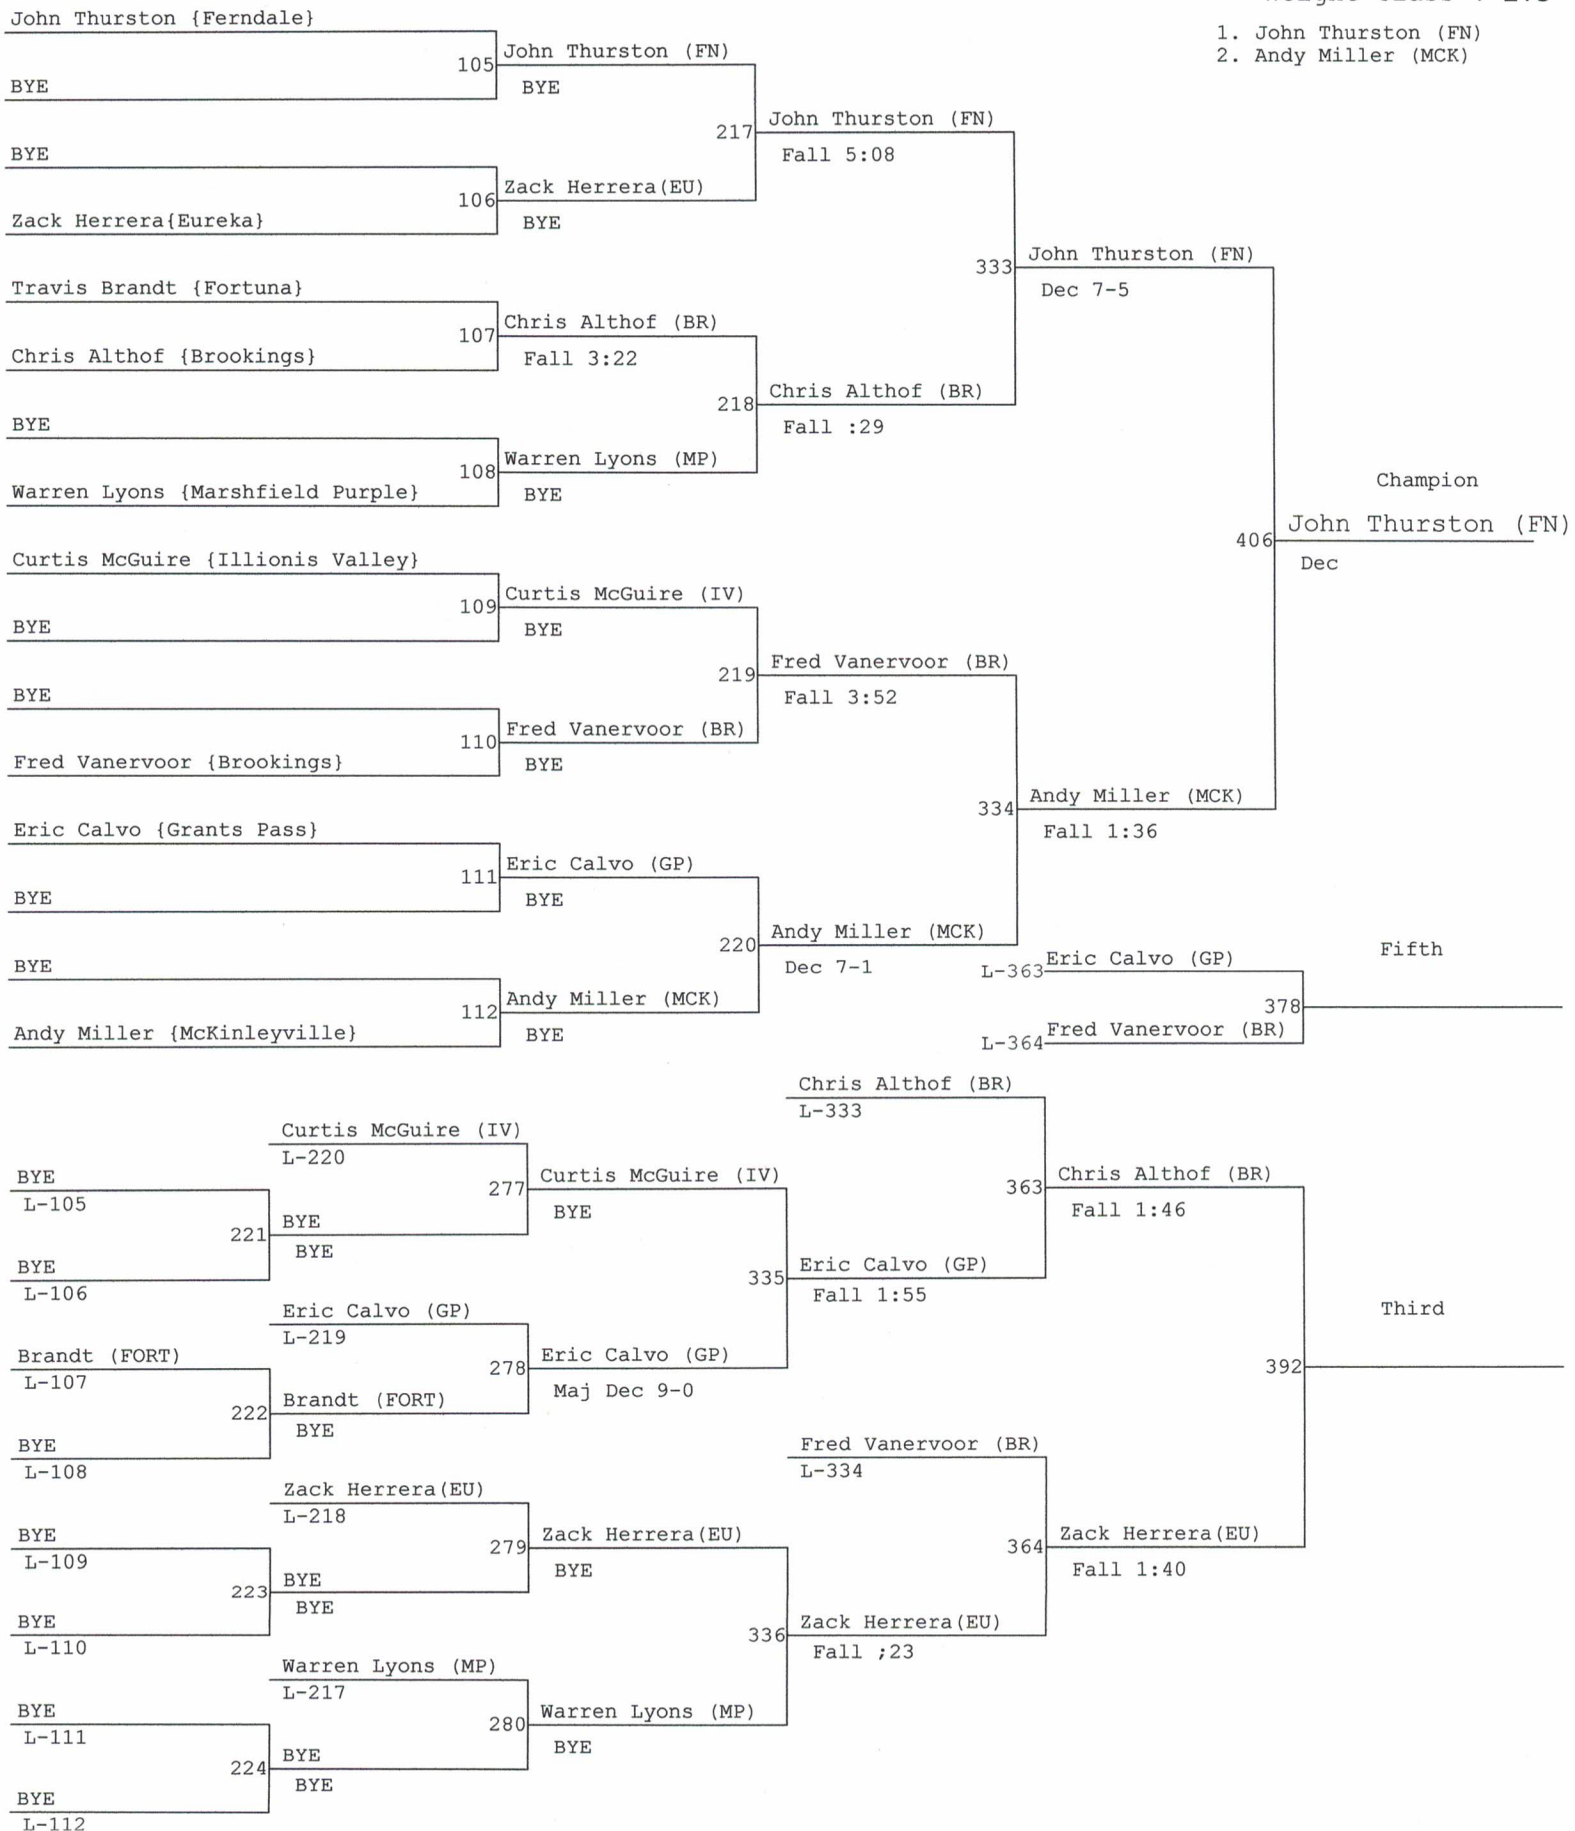 John Thurston {Ferndale}
1. John Thurston (FN)
2. Andy Miller (MCK)
105
John Thurston (FN)
BYE
BYE
217
John Thurston (FN)
Fall 5:08
BYE
106
Zack Herrera(EU)
BYE
Zack Herrera{Eureka}
333
John Thurston (FN)
Dec 7-5
Travis Brandt {Fortuna}
107
Chris Althof (BR)
Fall 3:22
Chris Althof {Brookings}
218
Chris Althof (BR)
Fall :29
BYE
108
Warren Lyons (MP)
BYE
Warren Lyons {Marshfield Purple}
Champion
406
John Thurston (FN)
Dec
Curtis McGuire {Illionis Valley}
109
Curtis McGuire (IV)
BYE
BYE
219
Fred Vanervoor (BR)
Fall 3:52
BYE
110
Fred Vanervoor (BR)
BYE
Fred Vanervoor {Brookings}
334
Andy Miller (MCK)
Fall 1:36
Eric Calvo {Grants Pass}
111
Eric Calvo (GP)
BYE
BYE
220
Andy Miller (MCK)
Dec 7-1
BYE
112
Andy Miller (MCK)
BYE
Andy Miller {McKinleyville}
L-363
Eric Calvo (GP)
Fifth
378
L-364
Fred Vanervoor (BR)
Chris Althof (BR)
L-333
Curtis McGuire (IV)
L-220
277
Curtis McGuire (IV)
BYE
363
Chris Althof (BR)
Fall 1:46
BYE
L-105
221
BYE
BYE
BYE
L-106
335
Eric Calvo (GP)
Fall 1:55
Eric Calvo (GP)
L-219
278
Eric Calvo (GP)
Maj Dec 9-0
Third
392
Brandt (FORT)
L-107
222
Brandt (FORT)
BYE
BYE
L-108
Fred Vanervoor (BR)
L-334
Zack Herrera(EU)
L-218
279
Zack Herrera(EU)
BYE
364
Zack Herrera(EU)
Fall 1:40
BYE
L-109
223
BYE
BYE
BYE
L-110
336
Zack Herrera(EU)
Fall ;23
Warren Lyons (MP)
L-217
280
Warren Lyons (MP)
BYE
BYE
L-111
224
BYE
BYE
BYE
L-112